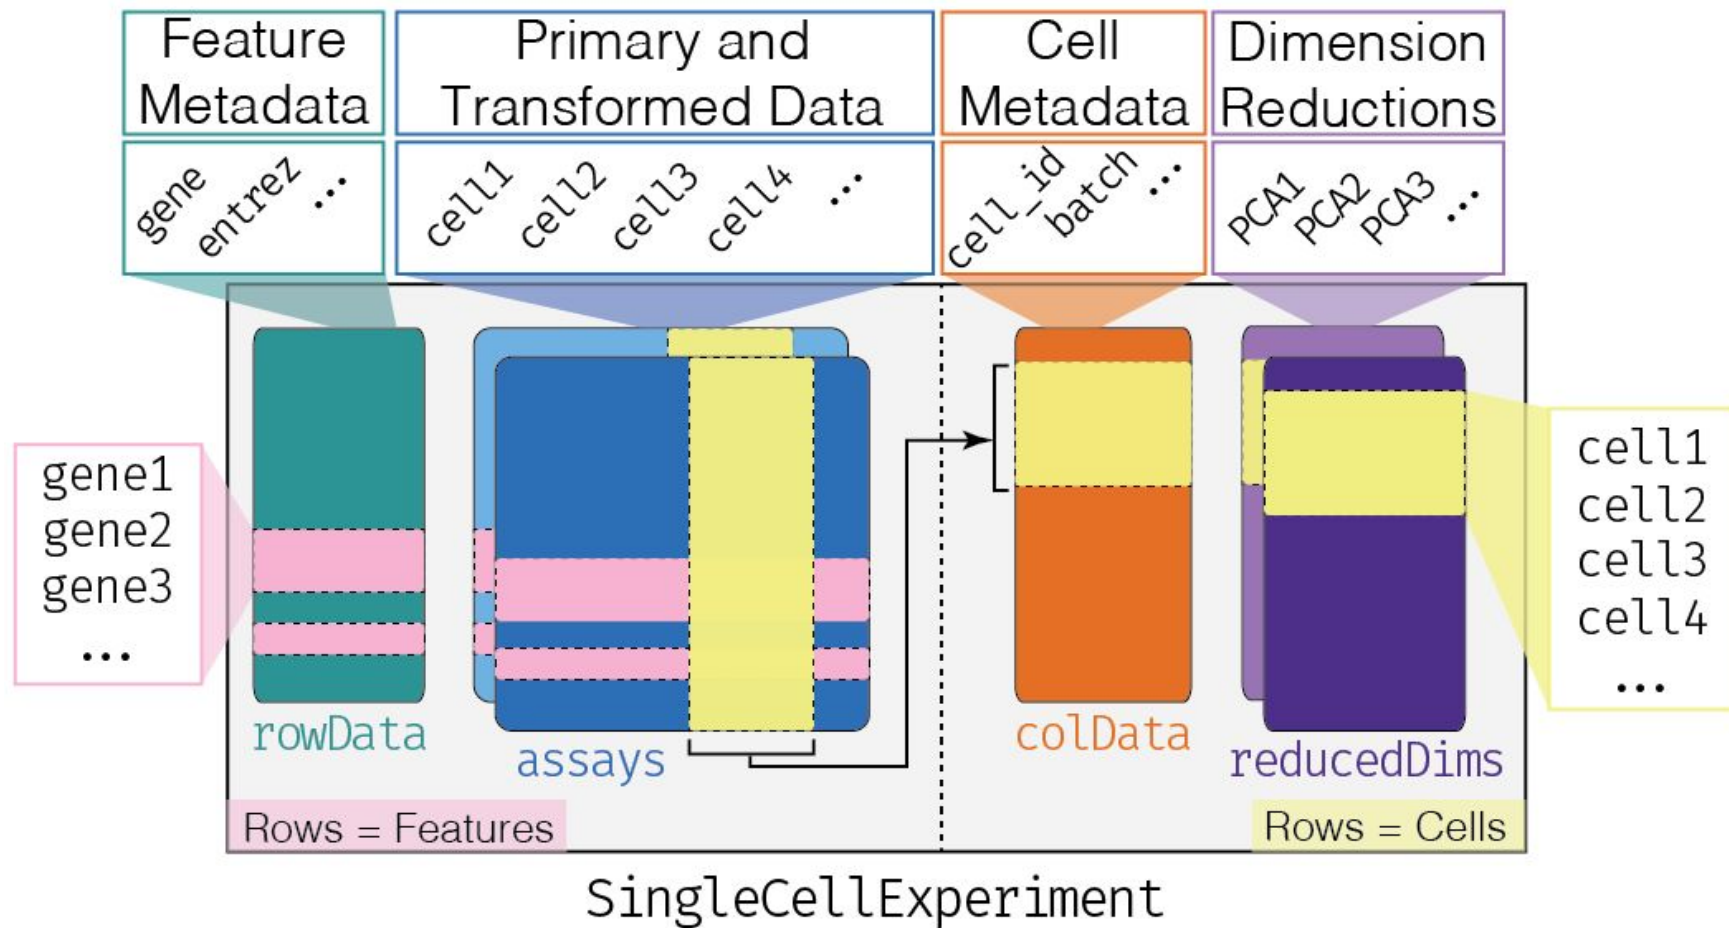 Feature
Metadata
Primary and
Transformed Data
Cell
Metadata
Dimension
Reductions
gene
entrez
...
cell1
cell2
cell3
cell4
...
cell_id
batch
...
PCA1
PCA2
PCA3
...
gene1
gene2
gene3
...
cell1
cell2
cell3
cell4
...
rowData
assays
colData
reducedDims
Rows = Features
Rows = Cells
SingleCellExperiment